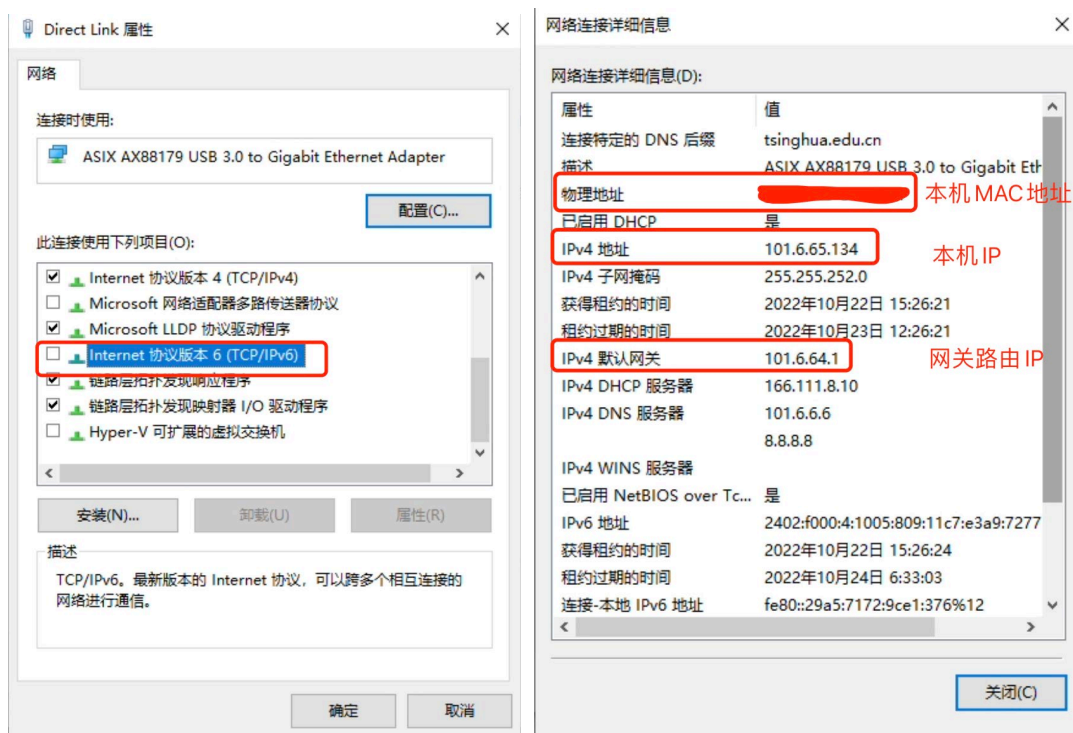 Direct Link 属性
网络
连接时使用:
ASIX AX88179 USB 3.0 to Gigabit Ethernet Adapter
配置(C)...
此连接使用下列项目(O):
Internet 协议版本 4 (TCP/IPv4)
Microsoft 网络适配器多路传送器协议
Microsoft LLDP 协议驱动程序
Internet 协议版本 6 (TCP/IPv6)
链路层拓扑发现响应程序
链路层拓扑发现映射器 I/O 驱动程序
Hyper-V 可扩展的虚拟交换机
安装(N)...
卸载(U)
属性(R)
描述
TCP/IPv6。最新版本的 Internet 协议，可以跨多个相互连接的
网络进行通信。
确定
取消
网络连接详细信息
网络连接详细信息(D):
属性 值
连接特定的 DNS 后缀 tsinghua.edu.cn
描述 ASIX AX88179 USB 3.0 to Gigabit Eth
物理地址 本机MAC地址
已启用 DHCP 是
IPv4 地址 101.6.65.134 本机IP
IPv4 子网掩码 255.255.252.0
获得租约的时间 2022年10月22日 15:26:21
租约过期的时间 2022年10月23日 12:26:21
IPv4 默认网关 101.6.64.1 网关路由IP
IPv4 DHCP 服务器 166.111.8.10
IPv4 DNS 服务器 101.6.6.6
8.8.8.8
IPv4 WINS 服务器
已启用 NetBIOS over Tc... 是
IPv6 地址 2402:f000:4:1005:809:11c7:e3a9:7277
获得租约的时间 2022年10月22日 15:26:24
租约过期的时间 2022年10月24日 6:33:03
连接-本地 IPv6 地址 fe80::29a5:7172:9ce1:376%12
关闭(C)